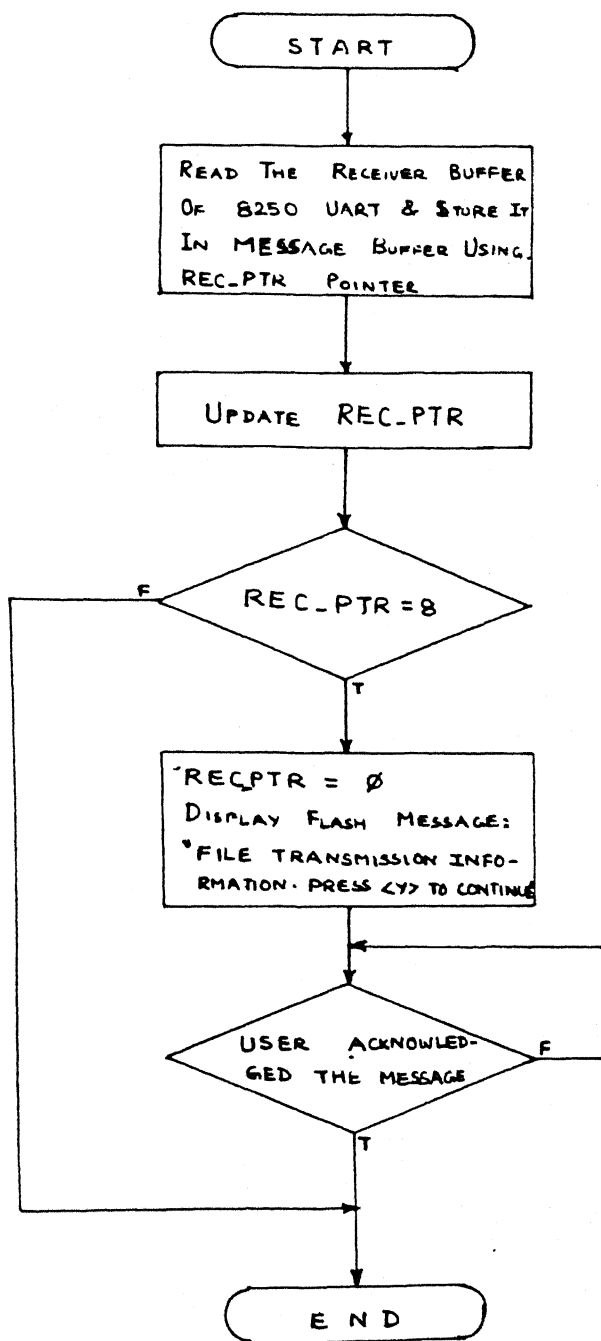 START
READ THE RECEIVER BUFFER
OF 8250 UART & STURE IT
IN MESSAGE BUFFER USING.
REC_PTR POINTER
UPDATE REC_PTR
F
REC_PTR = 8
T
REC_PTR = Ø
DISPLAY FLASH MESSAGE:
"FILE TRANSMISSION INFO-
RMATION. PRESS <Y> TO CONTINUE
USER ACKNOWLED-
GED THE MESSAGE
F
T
END